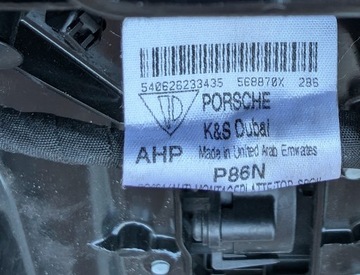 540626233435 568870X 286
PORSCHE
K&S Dubai
AHP Made in United Arab Emirates
P86N